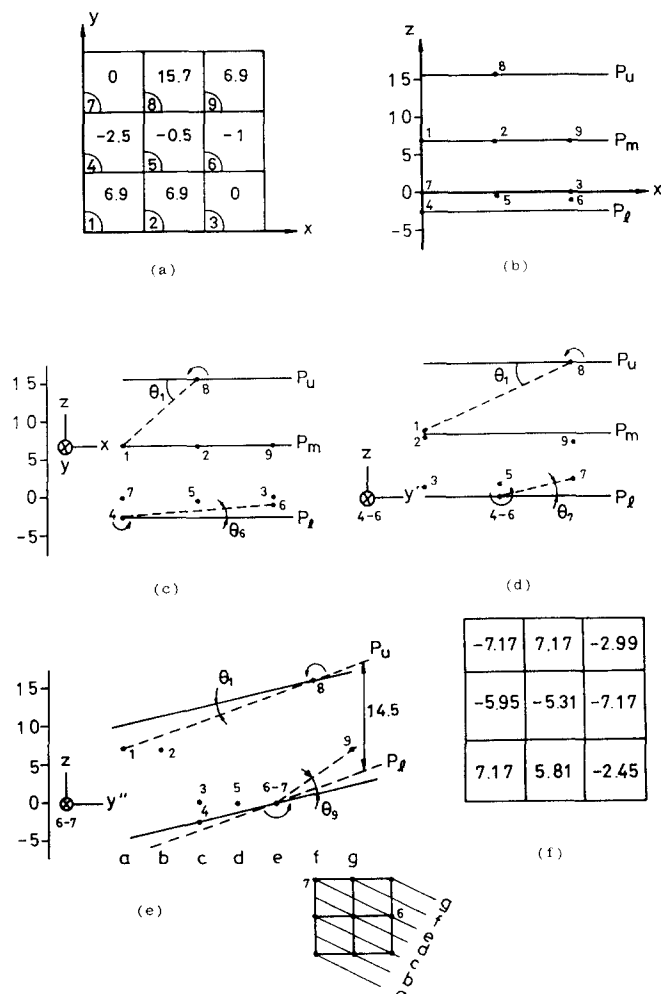 y
0 15.7 6.9
7 8 9
-2.5 -0.5 -1
4 5 6
6.9 6.9 0
1 2 3
x
(a)
z
15 8 Pu
10
1 2 9 Pm
5
0 7 3 x
5 6
4 Pℓ
-5
(b)
15 Pu
θ1 8
10
z
x 1 2 9 Pm
y
5
0 7 5 3
6
4 Pℓ
-5 θ6
(c)
Pu
θ1 8
1 Pm
2 9
z
3 5 7
y' Pℓ
4-6 4-6 θ7
(d)
Pu
15 θ1 8
10
1 2 14.5
5 9
z
3 5 6-7 Pℓ
0 y" 4
6-7 θ9
-5
a b c d e f g
(e)
7
6
g
f
e
d
c
b
a
-7.17 7.17 -2.99
-5.95 -5.31 -7.17
7.17 5.81 -2.45
(f)